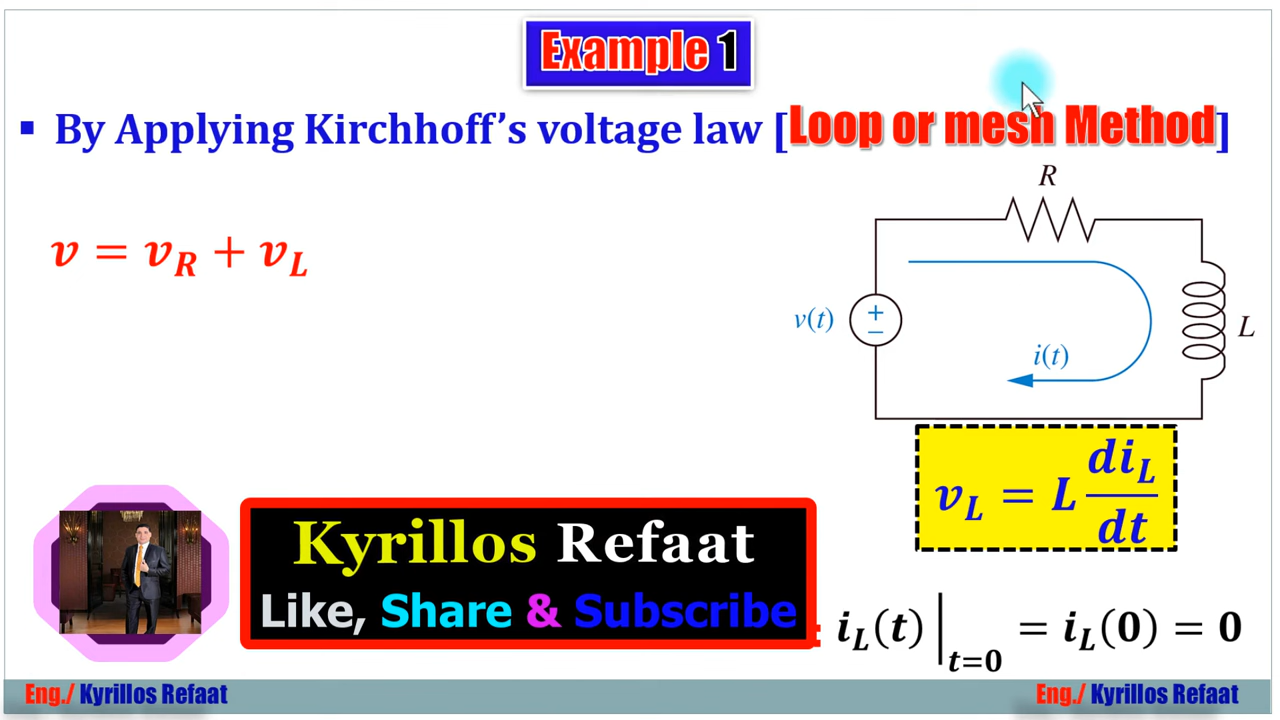 Example 1
▪ By Applying Kirchhoff's voltage law [Loop or mesh Method]
R
v = v_R + v_L
v(t)
+
−
i(t)
L
v_L = L di_L/dt
Kyrillos Refaat
Like, Share & Subscribe
: i_L(t) |_{t=0} = i_L(0) = 0
Eng./ Kyrillos Refaat
Eng./ Kyrillos Refaat